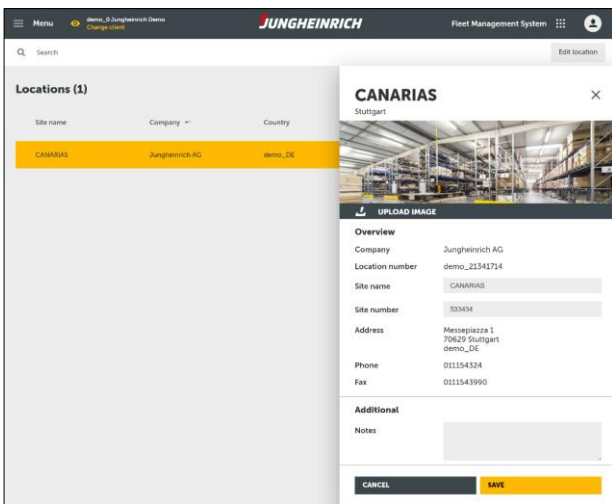 Menu
demo_0 Jungheinrich Demo
Change client
JUNGHEINRICH
Fleet Management System
Search
Edit location
Locations (1)
Site name Company Country
CANARIAS Jungheinrich AG demo_DE
CANARIAS
Stuttgart
UPLOAD IMAGE
Overview
Company Jungheinrich AG
Location number demo_21341714
Site name CANARIAS
Site number 533434
Address Messepiazza 1
70629 Stuttgart
demo_DE
Phone 011154324
Fax 0111543990
Additional
Notes
CANCEL SAVE